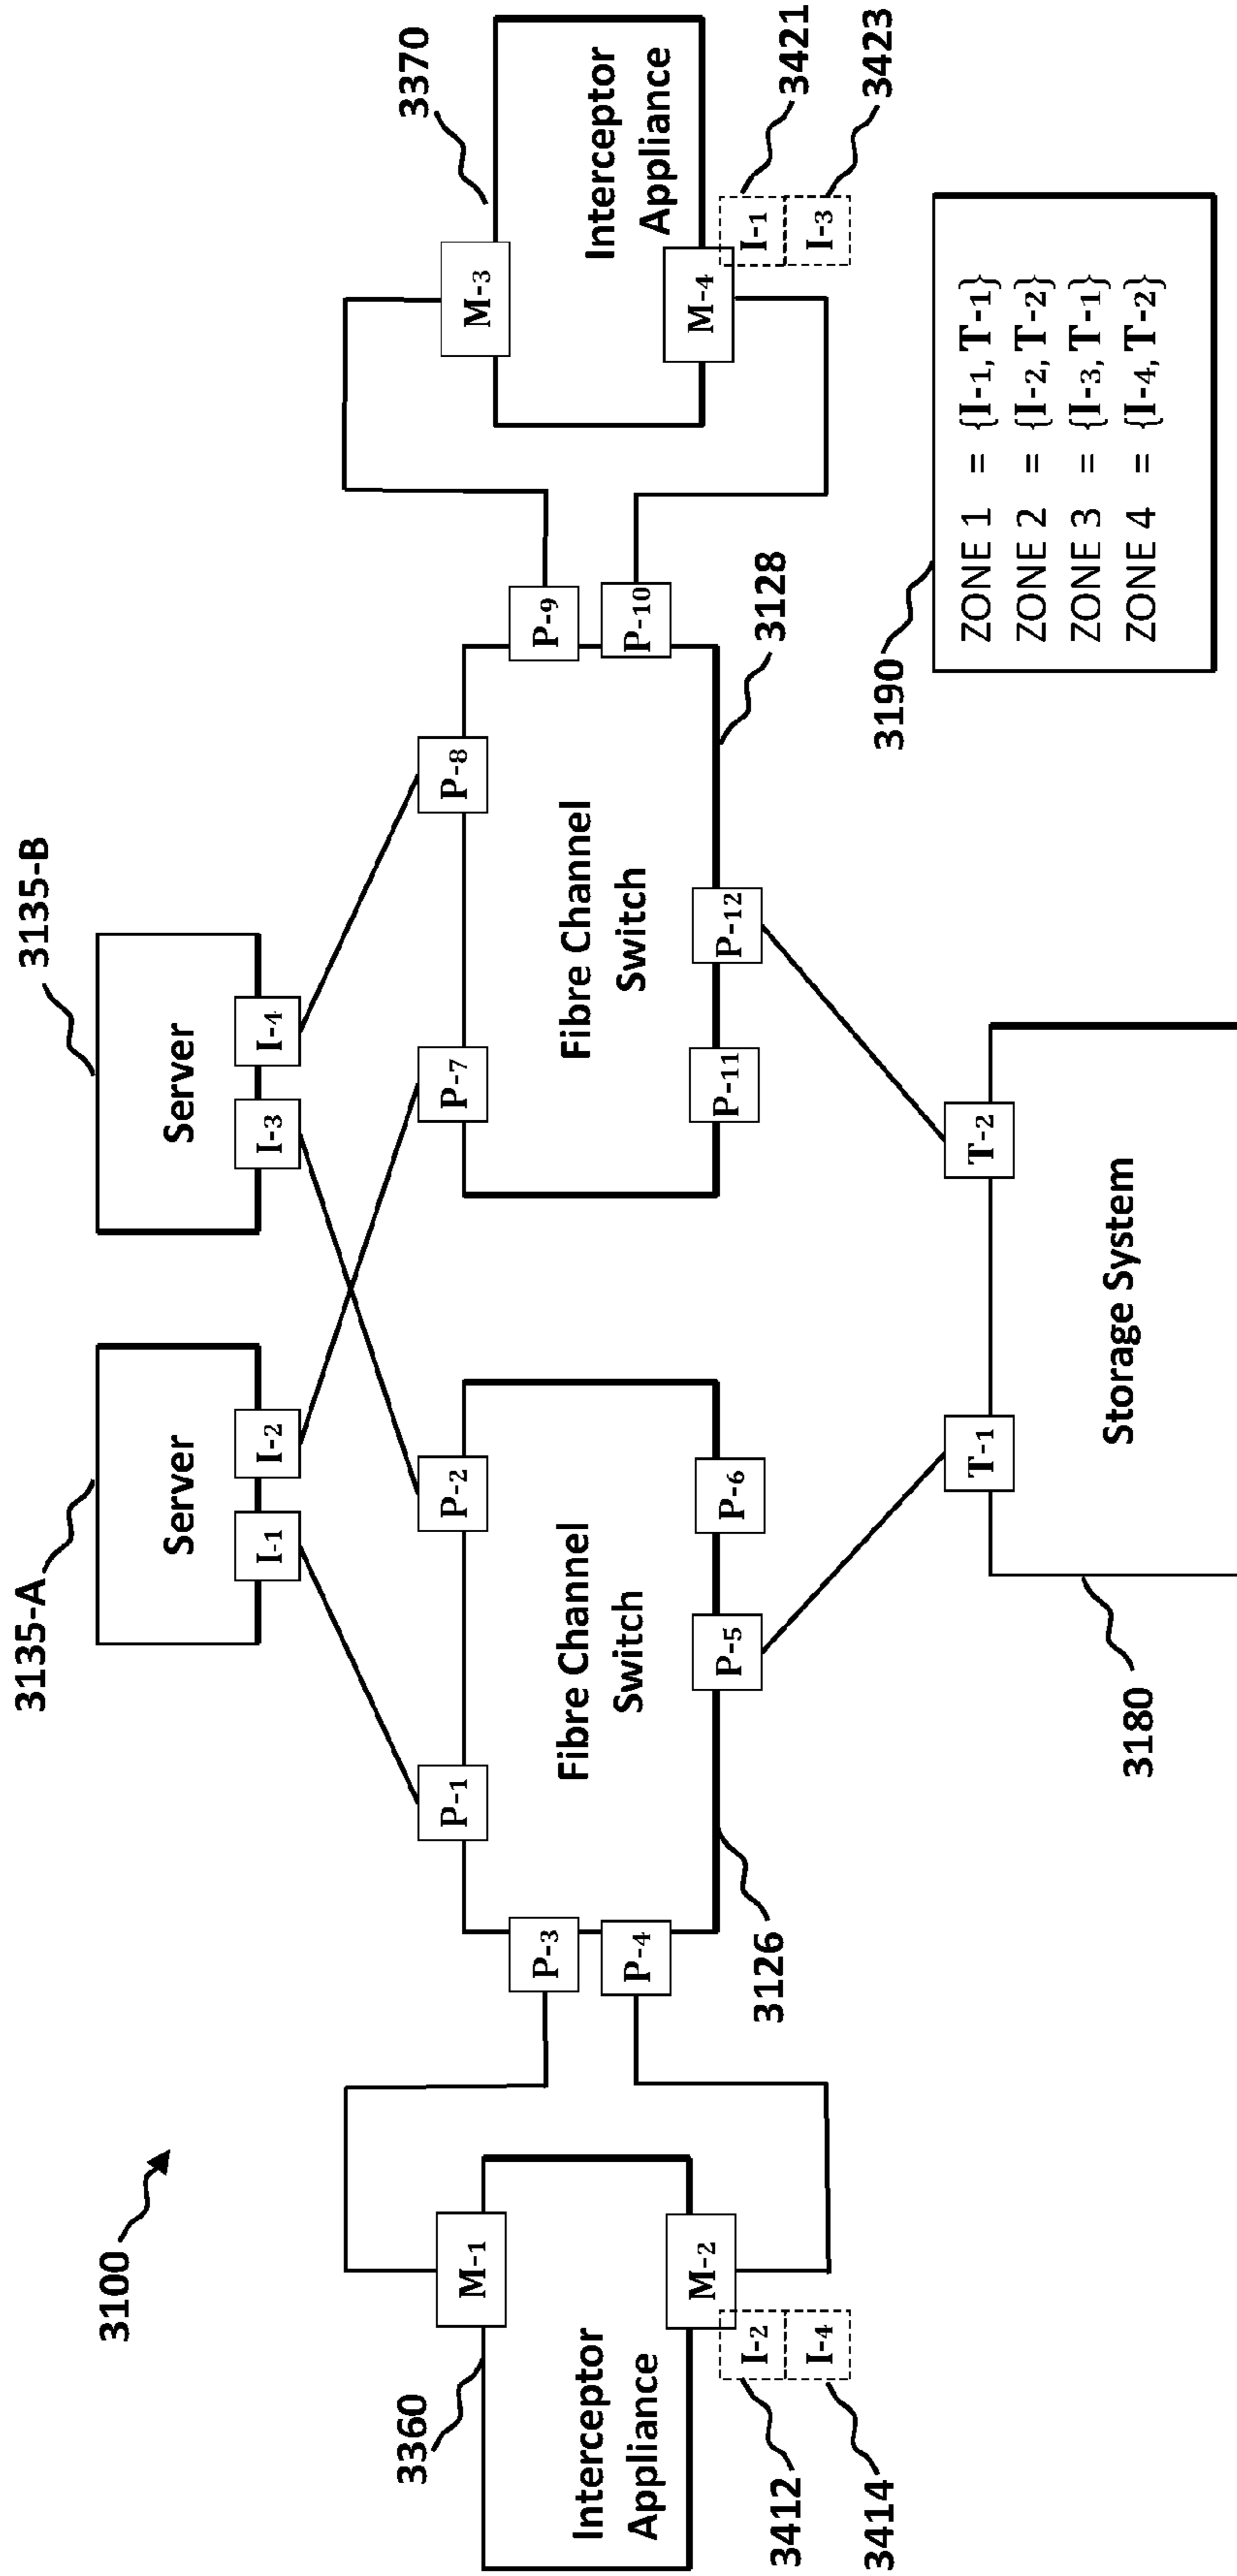 3100
3135-A
3135-B
Server
I-1
I-2
Server
I-3
I-4
3360
Interceptor
Appliance
M-1
M-2
I-2
I-4
3412
3414
P-1
P-2
P-3
P-4
P-5
P-6
Fibre Channel
Switch
3126
P-7
P-8
P-9
P-10
P-11
P-12
Fibre Channel
Switch
3128
3370
Interceptor
Appliance
M-3
M-4
I-1
I-3
3421
3423
T-1
T-2
Storage System
3180
3190
ZONE 1 = {I-1, T-1}
ZONE 2 = {I-2, T-2}
ZONE 3 = {I-3, T-1}
ZONE 4 = {I-4, T-2}